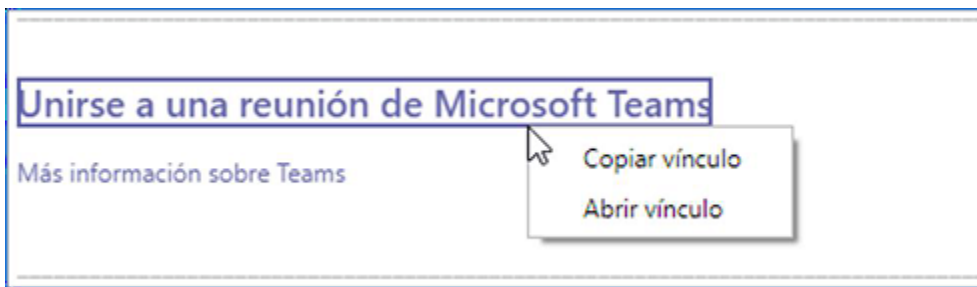 Unirse a una reunión de Microsoft Teams
Copiar vínculo
Más información sobre Teams
Abrir vínculo